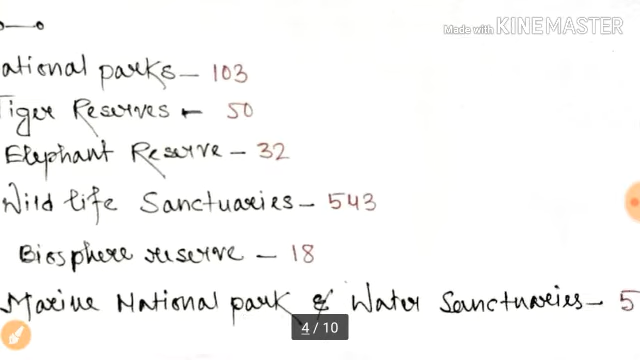 Made with KINEMASTER
ational parks - 103
Tiger Reserves - 50
Elephant Reserve - 32
Wild life Sanctuaries - 543
Biosphere reserve - 18
Marine National park & Water Sanctuaries - 5
4 / 10